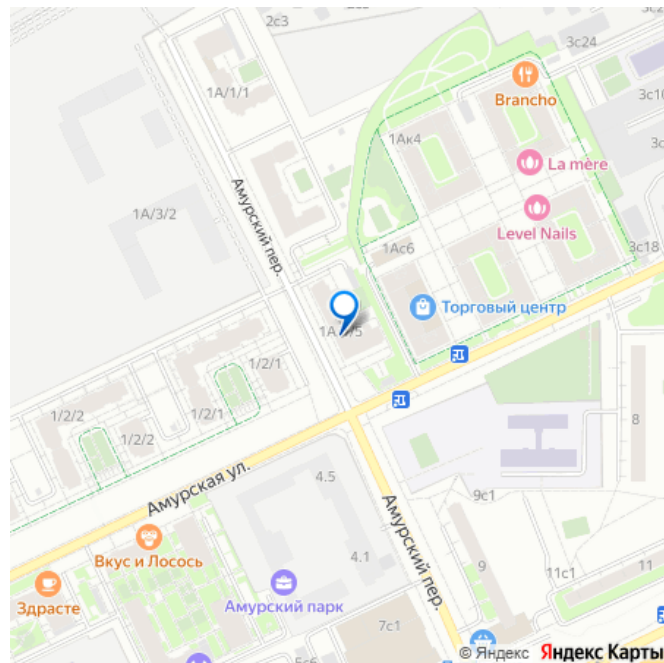 2с3
3с24
1А/1/1
Brancho
3с16
1Ак4
La mère
Амурский пер.
1А/3/2
Level Nails
1Ас6
3с18
Торговый центр
1/2/1
8
1/2/2
1/2/1
1/2/2
4.5
Амурская ул.
9с1
Вкус и Лосось
Амурский пер.
4.1
9
11
11с1
Здрасте
Амурский парк
7с1
5с6
© Яндекс Яндекс Карты